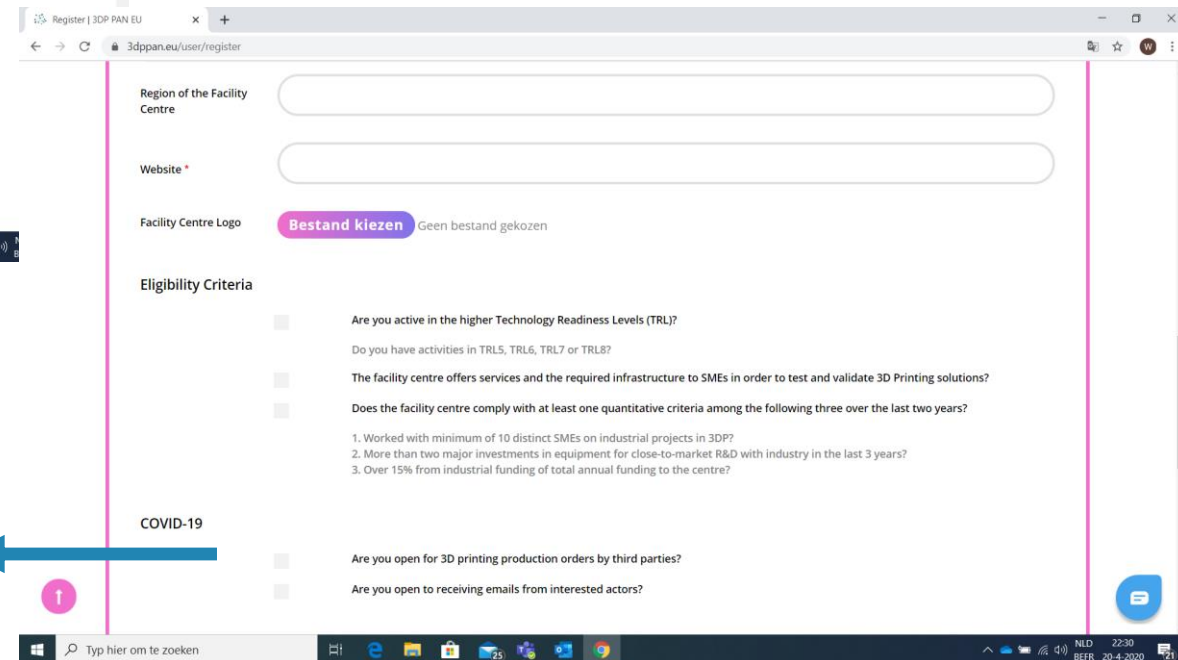 Register | 3DP PAN EU
3dppan.eu/user/register
W
Region of the Facility
Centre
Website *
Facility Centre Logo
Bestand kiezen Geen bestand gekozen
Eligibility Criteria
Are you active in the higher Technology Readiness Levels (TRL)?
Do you have activities in TRL5, TRL6, TRL7 or TRL8?
The facility centre offers services and the required infrastructure to SMEs in order to test and validate 3D Printing solutions?
Does the facility centre comply with at least one quantitative criteria among the following three over the last two years?
1. Worked with minimum of 10 distinct SMEs on industrial projects in 3DP?
2. More than two major investments in equipment for close-to-market R&D with industry in the last 3 years?
3. Over 15% from industrial funding of total annual funding to the centre?
COVID-19
Are you open for 3D printing production orders by third parties?
Are you open to receiving emails from interested actors?
Typ hier om te zoeken
25
NLD 22:30
BEFR 20-4-2020
21